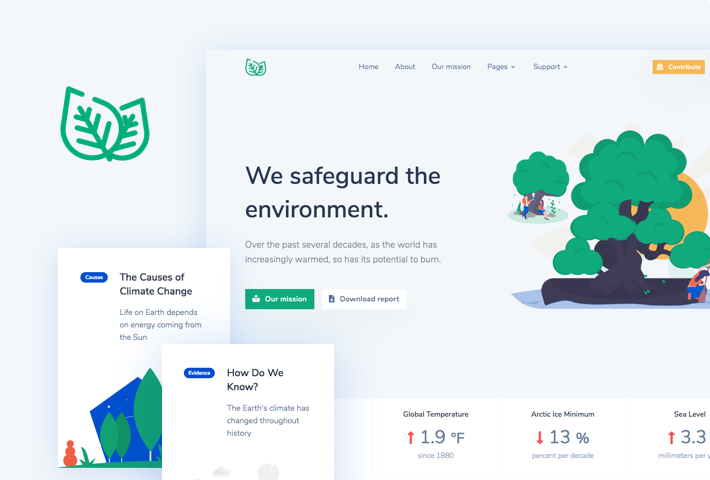 Home About Our mission Pages Support Contribute
We safeguard the
environment.
Over the past several decades, as the world has
increasingly warmed, so has its potential to burn.
Our mission Download report
Causes
The Causes of
Climate Change
Life on Earth depends
on energy coming from
the Sun
Evidence
How Do We
Know?
The Earth's climate has
changed throughout
history
Global Temperature
1.9 °F
since 1880
Arctic Ice Minimum
13 %
percent per decade
Sea Level
3.3
millimeters per y